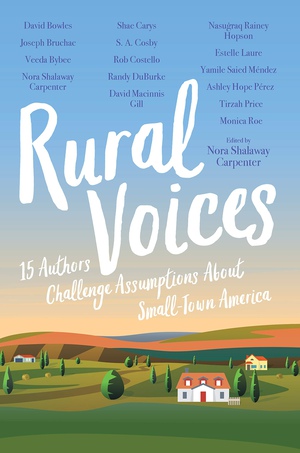 David Bowles
Joseph Bruchac
Veeda Bybee
Nora Shalaway
Carpenter
Shae Carys
S. A. Cosby
Rob Costello
Randy DuBurke
David Macinnis
Gill
Nasuġraq Rainey
Hopson
Estelle Laure
Yamile Saied Méndez
Ashley Hope Pérez
Tirzah Price
Monica Roe
Edited by
Nora Shalaway
Carpenter
Rural
Voices
15 Authors
Challenge Assumptions About
Small-Town America